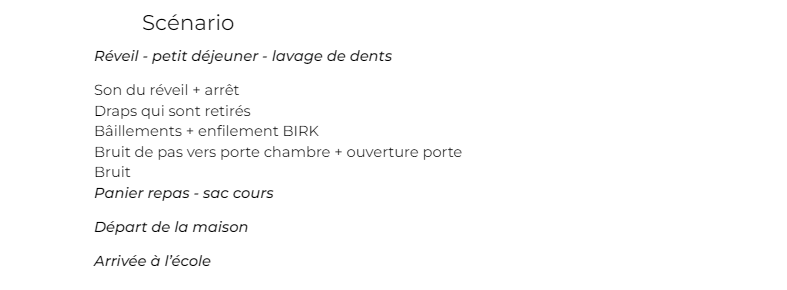 Scénario
Réveil - petit déjeuner - lavage de dents
Son du réveil + arrêt
Draps qui sont retirés
Bâillements + enfilement BIRK
Bruit de pas vers porte chambre + ouverture porte
Bruit
Panier repas - sac cours
Départ de la maison
Arrivée à l'école